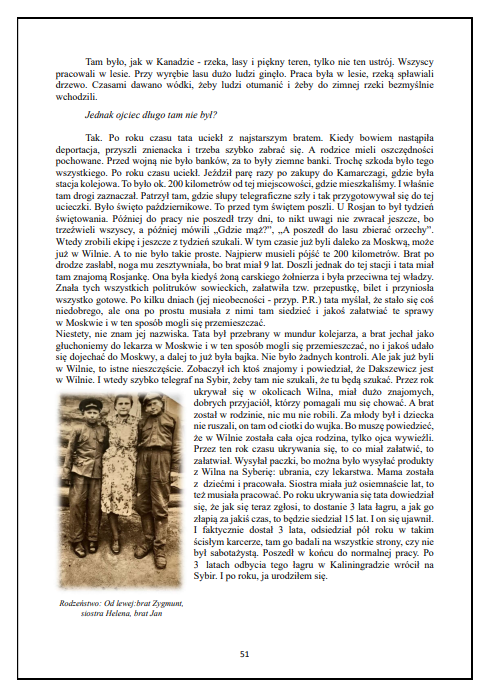 Tam było, jak w Kanadzie - rzeka, lasy i piękny teren, tylko nie ten ustrój. Wszyscy
pracowali w lesie. Przy wyrębie lasu dużo ludzi ginęło. Praca była w lesie, rzeką spławiali
drzewo. Czasami dawano wódki, żeby ludzi otumanić i żeby do zimnej rzeki bezmyślnie
wchodzili.
Jednak ojciec długo tam nie był?
Tak. Po roku czasu tata uciekł z najstarszym bratem. Kiedy bowiem nastąpiła
deportacja, przyszli znienacka i trzeba szybko zabrać się. A rodzice mieli oszczędności
pochowane. Przed wojną nie było banków, za to były ziemne banki. Trochę szkoda było tego
wszystkiego. Po roku czasu uciekł. Jeździł parę razy po zakupy do Kamarczagi, gdzie była
stacja kolejowa. To było ok. 200 kilometrów od tej miejscowości, gdzie mieszkaliśmy. I właśnie
tam drogi zaznaczał. Patrzył tam, gdzie słupy telegraficzne szły i tak przygotowywał się do tej
ucieczki. Było święto październikowe. To przed tym świętem poszli. U Rosjan to był tydzień
świętowania. Później do pracy nie poszedł trzy dni, to nikt uwagi nie zwracał jeszcze, bo
trzeźwieli wszyscy, a później mówili „Gdzie mąż?”, „A poszedł do lasu zbierać orzechy”.
Wtedy zrobili ekipę i jeszcze z tydzień szukali. W tym czasie już byli daleko za Moskwą, może
już w Wilnie. A to nie było takie proste. Najpierw musieli pójść te 200 kilometrów. Brat po
drodze zasłabł, noga mu zesztywniała, bo brat miał 9 lat. Doszli jednak do tej stacji i tata miał
tam znajomą Rosjankę. Ona była kiedyś żoną carskiego żołnierza i była przeciwna tej władzy.
Znała tych wszystkich politruków sowieckich, załatwiła tzw. przepustkę, bilet i przyniosła
wszystko gotowe. Po kilku dniach (jej nieobecności - przyp. P.R.) tata myślał, że stało się coś
niedobrego, ale ona po prostu musiała z nimi tam siedzieć i jakoś załatwiać te sprawy
w Moskwie i w ten sposób mogli się przemieszczać.
Niestety, nie znam jej nazwiska. Tata był przebrany w mundur kolejarza, a brat jechał jako
głuchoniemy do lekarza w Moskwie i w ten sposób mogli się przemieszczać, no i jakoś udało
się dojechać do Moskwy, a dalej to już była bajka. Nie było żadnych kontroli. Ale jak już byli
w Wilnie, to istne nieszczęście. Zobaczył ich ktoś znajomy i powiedział, że Dakszewicz jest
w Wilnie. I wtedy szybko telegraf na Sybir, żeby tam nie szukali, że tu będą szukać. Przez rok
ukrywał się w okolicach Wilna, miał dużo znajomych,
dobrych przyjaciół, którzy pomagali mu się chować. A brat
został w rodzinie, nic mu nie robili. Za młody był i dziecka
nie ruszali, on tam od ciotki do wujka. Bo muszę powiedzieć,
że w Wilnie została cała ojca rodzina, tylko ojca wywieźli.
Przez ten rok czasu ukrywania się, to co miał załatwić, to
załatwiał. Wysyłał paczki, bo można było wysyłać produkty
z Wilna na Syberię: ubrania, czy lekarstwa. Mama została
z dziećmi i pracowała. Siostra miała już osiemnaście lat, to
też musiała pracować. Po roku ukrywania się tata dowiedział
się, że jak się teraz zgłosi, to dostanie 3 lata łagru, a jak go
złapią za jakiś czas, to będzie siedział 15 lat. I on się ujawnił.
I faktycznie dostał 3 lata, odsiedział pół roku w takim
ścisłym karcerze, tam go badali na wszystkie strony, czy nie
był sabotażystą. Poszedł w końcu do normalnej pracy. Po
3 latach odbycia tego łagru w Kaliningradzie wrócił na
Sybir. I po roku, ja urodziłem się.
Rodzeństwo: Od lewej:brat Zygmunt,
siostra Helena, brat Jan
51